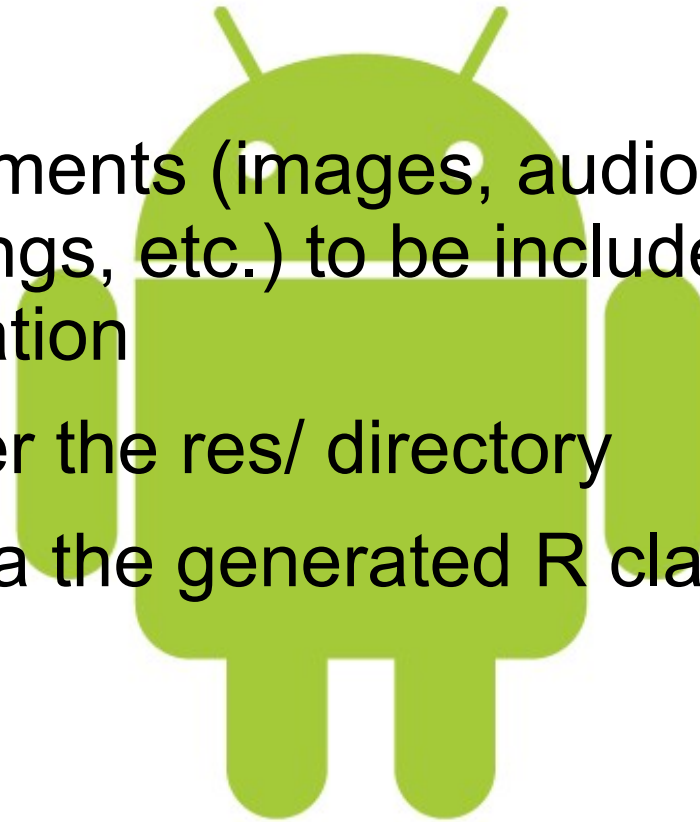 ments (images, audio
ngs, etc.) to be include
ation
er the res/ directory
a the generated R cla